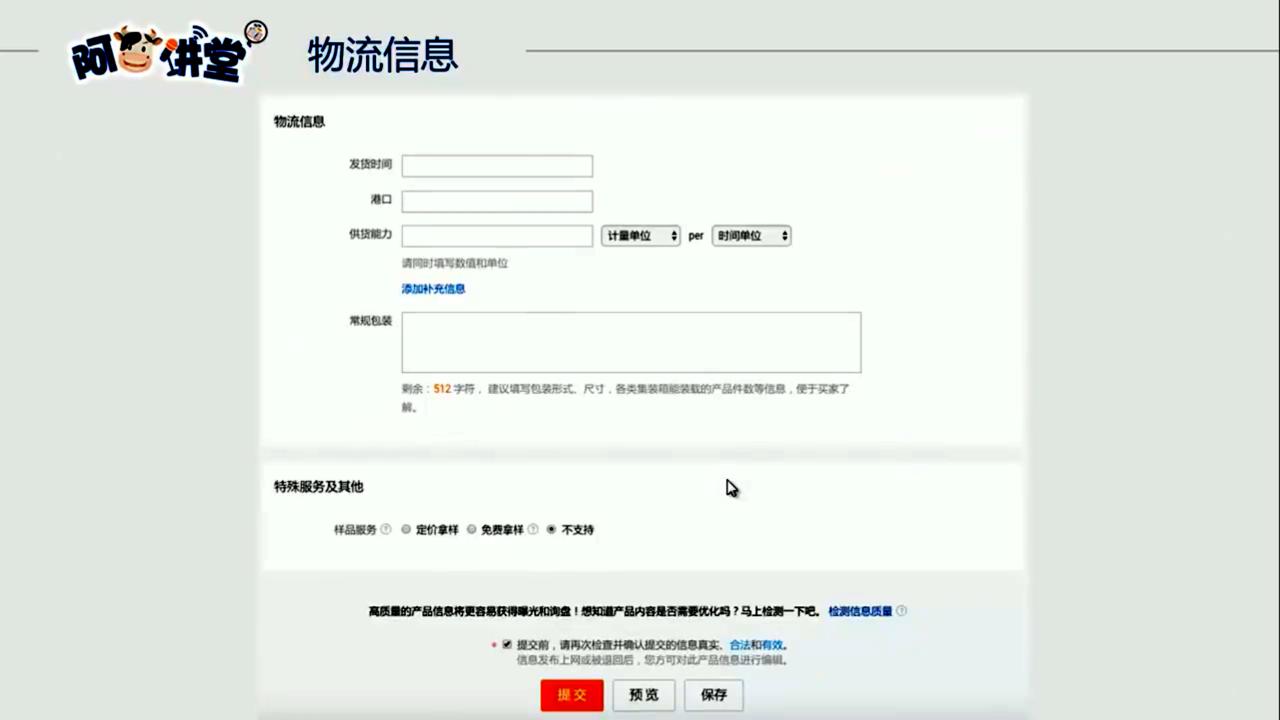 阿牛讲堂
物流信息
物流信息
发货时间
港口
供货能力 计量单位 per 时间单位
请同时填写数值和单位
添加补充信息
常规包装
剩余：512 字符， 建议填写包装形式、尺寸，各类集装箱能装载的产品件数等信息，便于买家了
解。
特殊服务及其他
样品服务 ? 定价拿样 免费拿样 ? 不支持
高质量的产品信息将更容易获得曝光和询盘！想知道产品内容是否需要优化吗？马上检测一下吧。 检测信息质量 ?
* 提交前，请再次检查并确认提交的信息真实、合法和有效。
信息发布上网或被退回后，您方可对此产品信息进行编辑。
提 交 预 览 保存